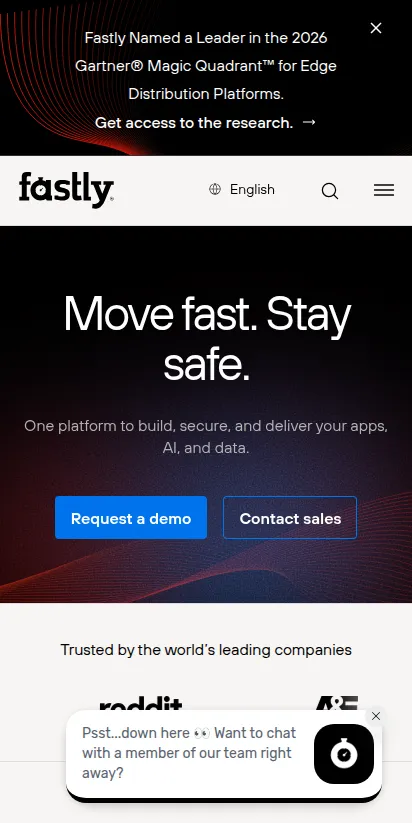 Fastly Named a Leader in the 2026
Gartner® Magic Quadrant™ for Edge
Distribution Platforms.
Get access to the research. →
fastly
English
Move fast. Stay
safe.
One platform to build, secure, and deliver your apps,
AI, and data.
Request a demo
Contact sales
Trusted by the world's leading companies
reddit
A&E
Psst...down here 👀 Want to chat
with a member of our team right
away?